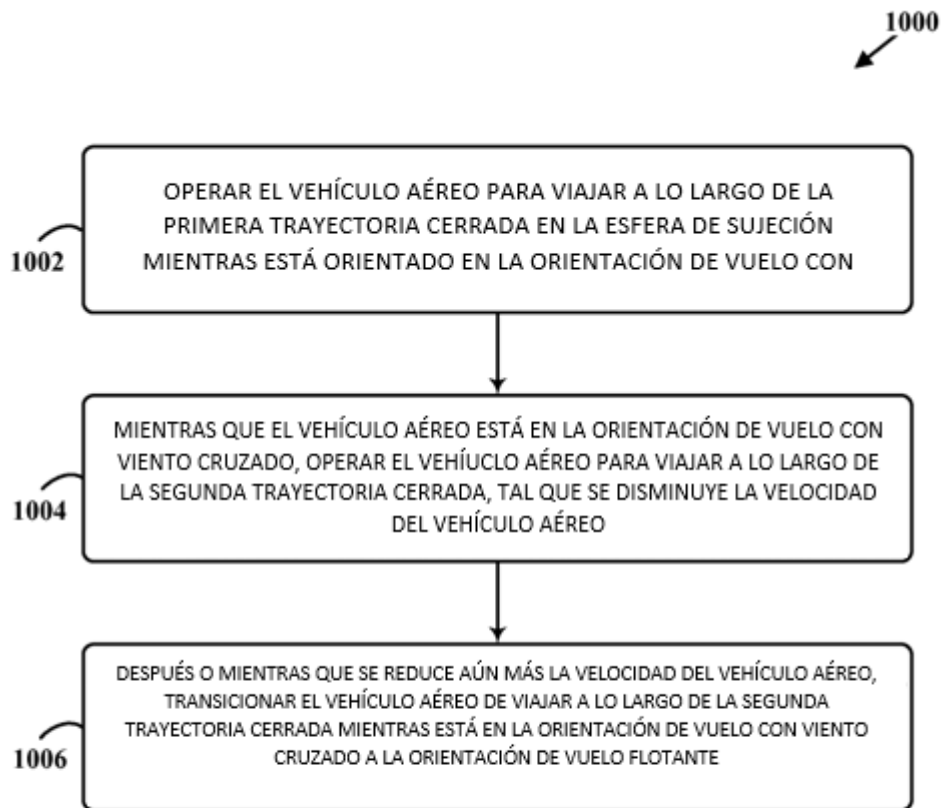 1000
OPERAR EL VEHÍCULO AÉREO PARA VIAJAR A LO LARGO DE LA
PRIMERA TRAYECTORIA CERRADA EN LA ESFERA DE SUJECIÓN
MIENTRAS ESTÁ ORIENTADO EN LA ORIENTACIÓN DE VUELO CON
1002
MIENTRAS QUE EL VEHÍCULO AÉREO ESTÁ EN LA ORIENTACIÓN DE VUELO CON
VIENTO CRUZADO, OPERAR EL VEHÍUCLO AÉREO PARA VIAJAR A LO LARGO DE
LA SEGUNDA TRAYECTORIA CERRADA, TAL QUE SE DISMINUYE LA VELOCIDAD
DEL VEHÍCULO AÉREO
1004
DESPUÉS O MIENTRAS QUE SE REDUCE AÚN MÁS LA VELOCIDAD DEL VEHÍCULO AÉREO,
TRANSICIONAR EL VEHÍCULO AÉREO DE VIAJAR A LO LARGO DE LA SEGUNDA
TRAYECTORIA CERRADA MIENTRAS ESTÁ EN LA ORIENTACIÓN DE VUELO CON VIENTO
CRUZADO A LA ORIENTACIÓN DE VUELO FLOTANTE
1006